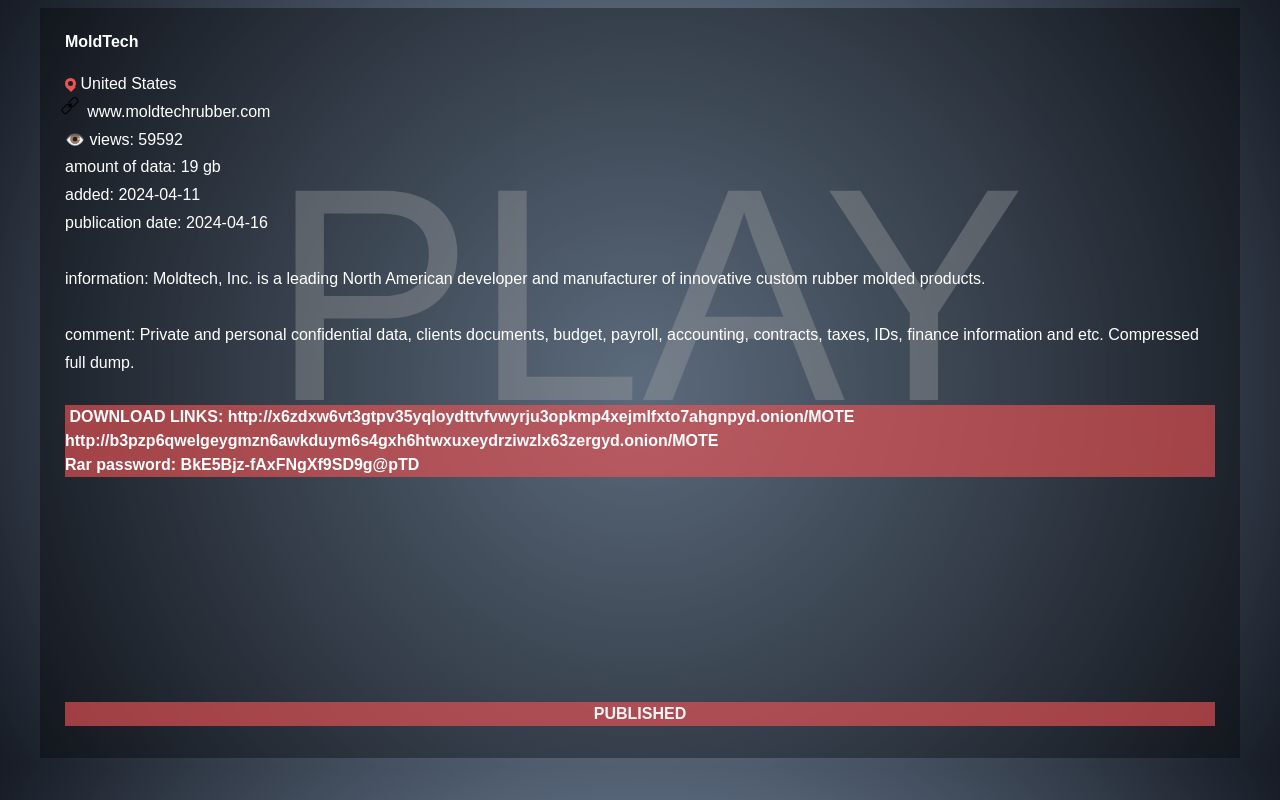 MoldTech
United States
www.moldtechrubber.com
views: 59592
amount of data: 19 gb
added: 2024-04-11
publication date: 2024-04-16
PLAY
information: Moldtech, Inc. is a leading North American developer and manufacturer of innovative custom rubber molded products.
comment: Private and personal confidential data, clients documents, budget, payroll, accounting, contracts, taxes, IDs, finance information and etc. Compressed
full dump.
DOWNLOAD LINKS: http://x6zdxw6vt3gtpv35yqloydttvfvwyrju3opkmp4xejmlfxto7ahgnpyd.onion/MOTE
http://b3pzp6qwelgeygmzn6awkduym6s4gxh6htwxuxeydrziwzlx63zergyd.onion/MOTE
Rar password: BkE5Bjz-fAxFNgXf9SD9g@pTD
PUBLISHED